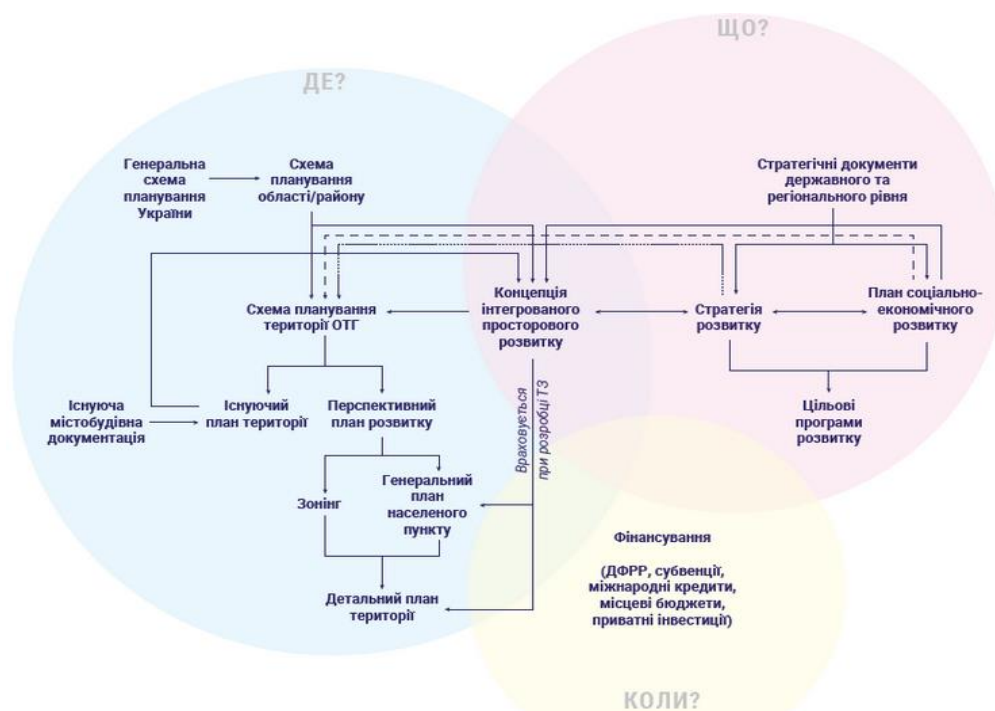 ЩО?
ДЕ?
Генеральна
схема
планування
України
Схема
планування
області/району
Стратегічні документи
державного та
регіонального рівня
Схема планування
території ОТГ
Концепція
інтегрованого
просторового
розвитку
Стратегія
розвитку
План соціально-
економічного
розвитку
Існуюча
містобудівна
документація
Існуючий
план території
Перспективний
план розвитку
Враховується
при розробці ТЗ
Цільові
програми
розвитку
Зонінг
Генеральний
план
населеного
пункту
Детальний план
території
Фінансування
(ДФРР, субвенції,
міжнародні кредити,
місцеві бюджети,
приватні інвестиції)
КОЛИ?